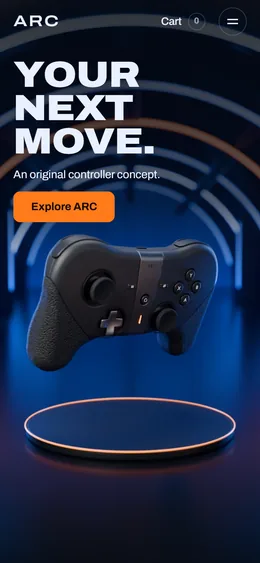 ARC
Cart 0
YOUR
NEXT
MOVE.
An original controller concept.
Explore ARC